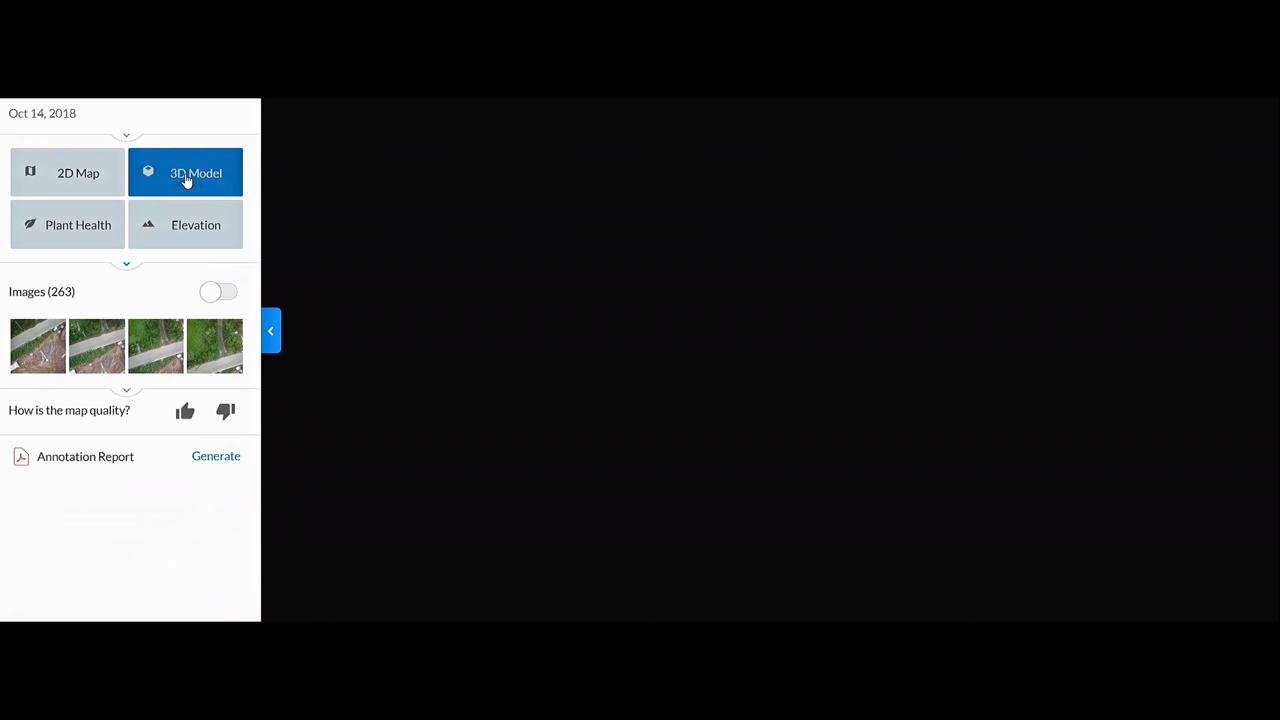 Oct 14, 2018
2D Map
3D Model
Plant Health
Elevation
Images (263)
How is the map quality?
Annotation Report
Generate